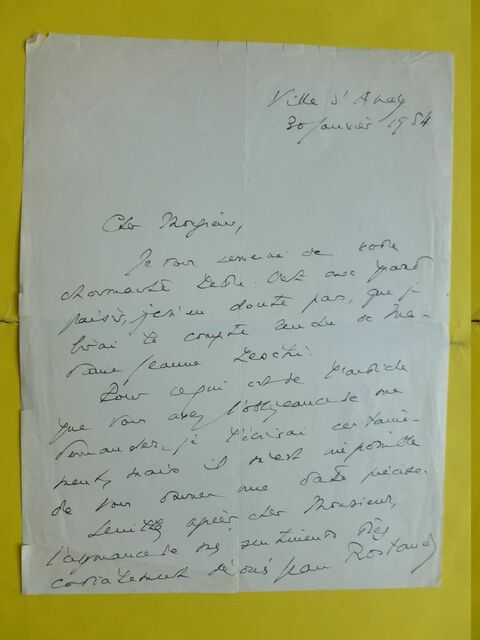 Ville d'Avray
30 janvier 1954
Cher Monsieur,
Je vous remercie de votre
charmante lettre. C'est avec grand
plaisir, je n'en doute pas, que je
lirai le compte rendu de Ma-
dame Jeanne
Pour ce qui est de l'article
que vous avez l'obligeance de me
demander, je l'écrirai certaine-
ment, mais il m'est impossible
de vous donner une date précise.
Veuillez agréer, cher Monsieur,
l'assurance de mes sentiments très
cordialement dévoués Jean Rostand